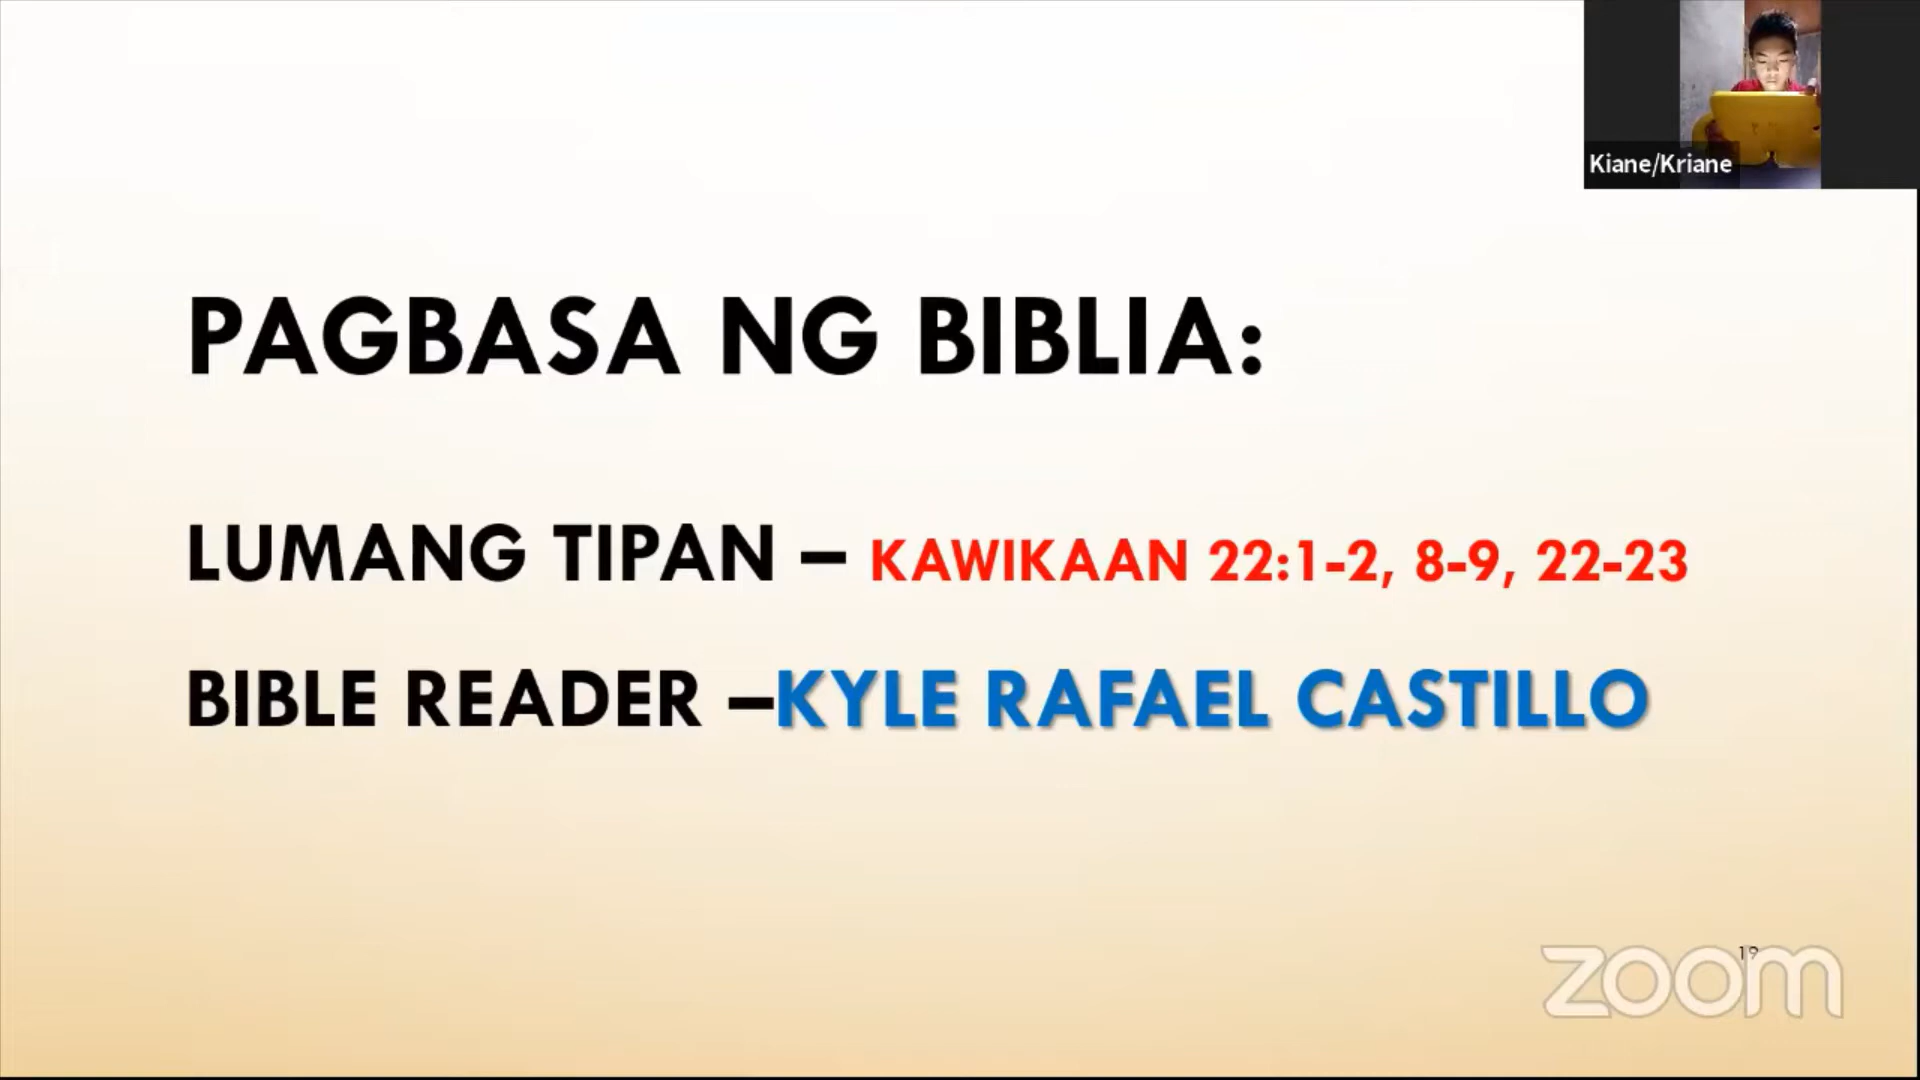 Kiane/Kriane
PAGBASA NG BIBLIA:
LUMANG TIPAN – KAWIKAAN 22:1-2, 8-9, 22-23
BIBLE READER –KYLE RAFAEL CASTILLO
19
zoom